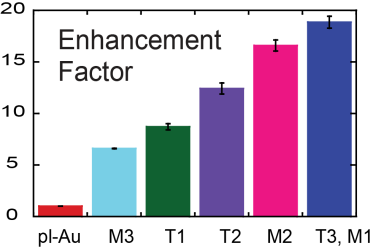 20
15
10
5
0
Enhancement
Factor
pl-Au M3 T1 T2 M2 T3, M1